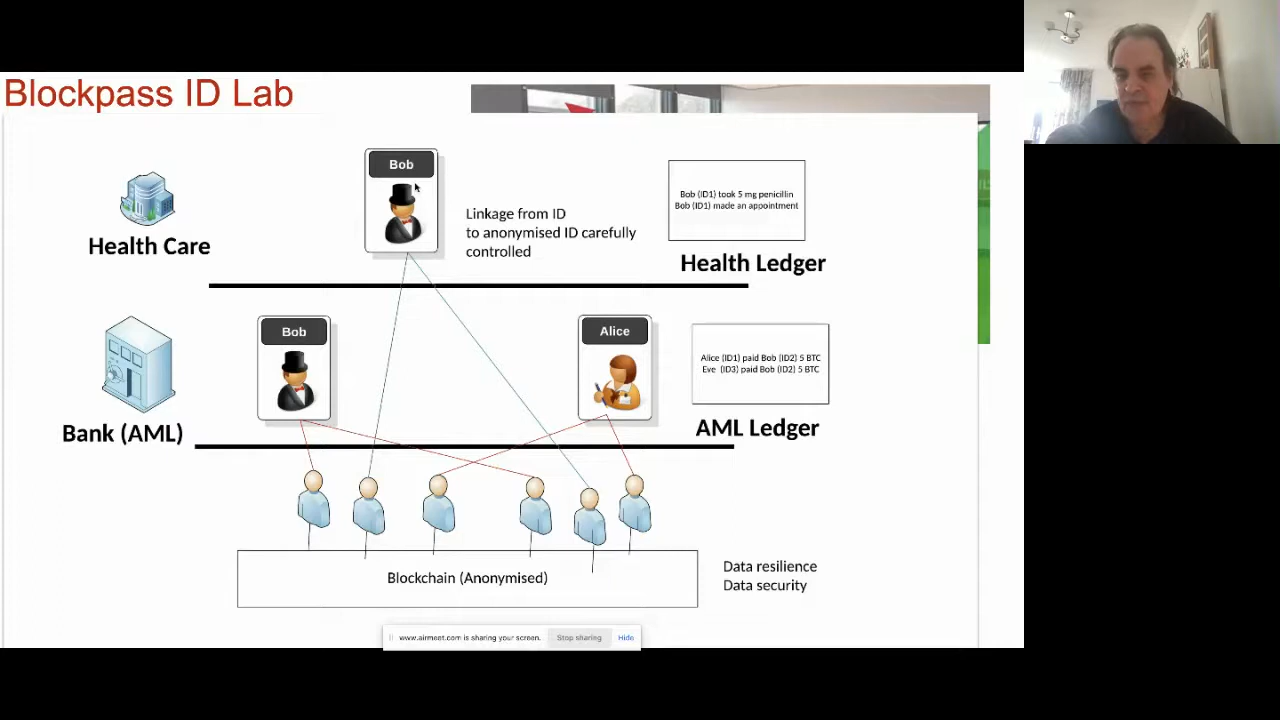 Blockpass ID Lab
Bob
Linkage from ID
to anonymised ID carefully
controlled
Bob (ID1) took 5 mg penicillin
Bob (ID1) made an appointment
Health Care
Health Ledger
Bob
Alice
Alice (ID1) paid Bob (ID2) 5 BTC
Eve (ID3) paid Bob (ID2) 5 BTC
Bank (AML)
AML Ledger
Blockchain (Anonymised)
Data resilience
Data security
www.airmeet.com is sharing your screen.
Stop sharing
Hide